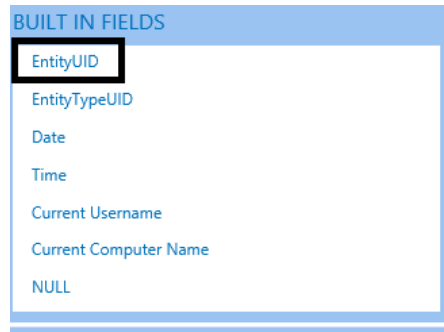 BUILT IN FIELDS
EntityUID
EntityTypeUID
Date
Time
Current Username
Current Computer Name
NULL